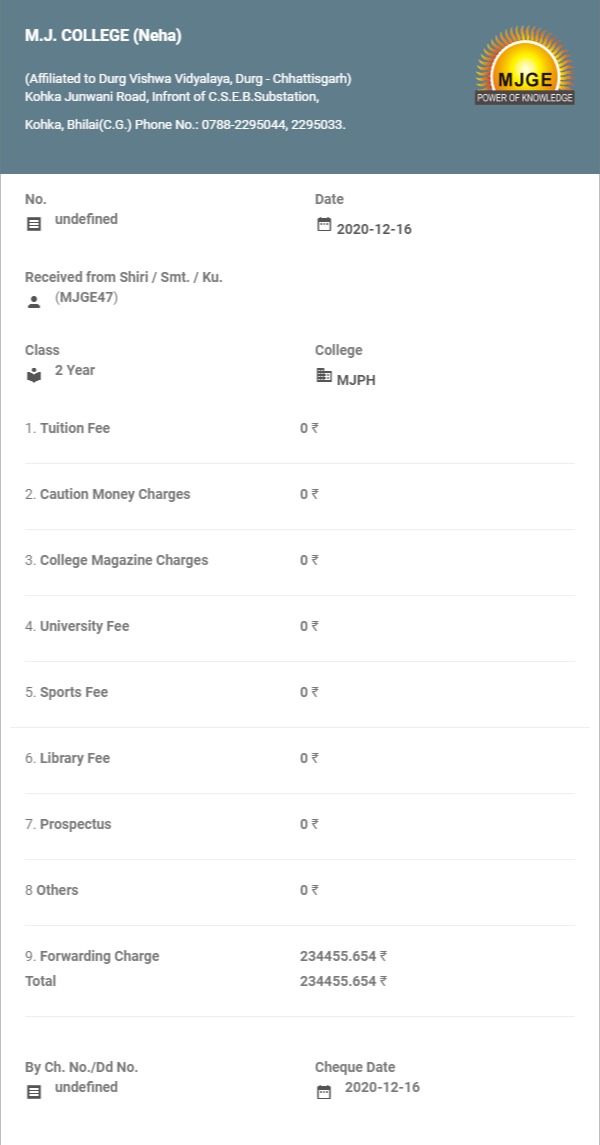 M.J. COLLEGE (Neha)
(Affiliated to Durg Vishwa Vidyalaya, Durg - Chhattisgarh)
Kohka Junwani Road, Infront of C.S.E.B.Substation,
Kohka, Bhilai(C.G.) Phone No.: 0788-2295044, 2295033.
MJGE
POWER OF KNOWLEDGE
No.
undefined
Date
2020-12-16
Received from Shiri / Smt. / Ku.
(MJGE47)
Class
2 Year
College
MJPH
1. Tuition Fee 0 ₹
2. Caution Money Charges 0 ₹
3. College Magazine Charges 0 ₹
4. University Fee 0 ₹
5. Sports Fee 0 ₹
6. Library Fee 0 ₹
7. Prospectus 0 ₹
8 Others 0 ₹
9. Forwarding Charge 234455.654 ₹
Total 234455.654 ₹
By Ch. No./Dd No.
undefined
Cheque Date
2020-12-16